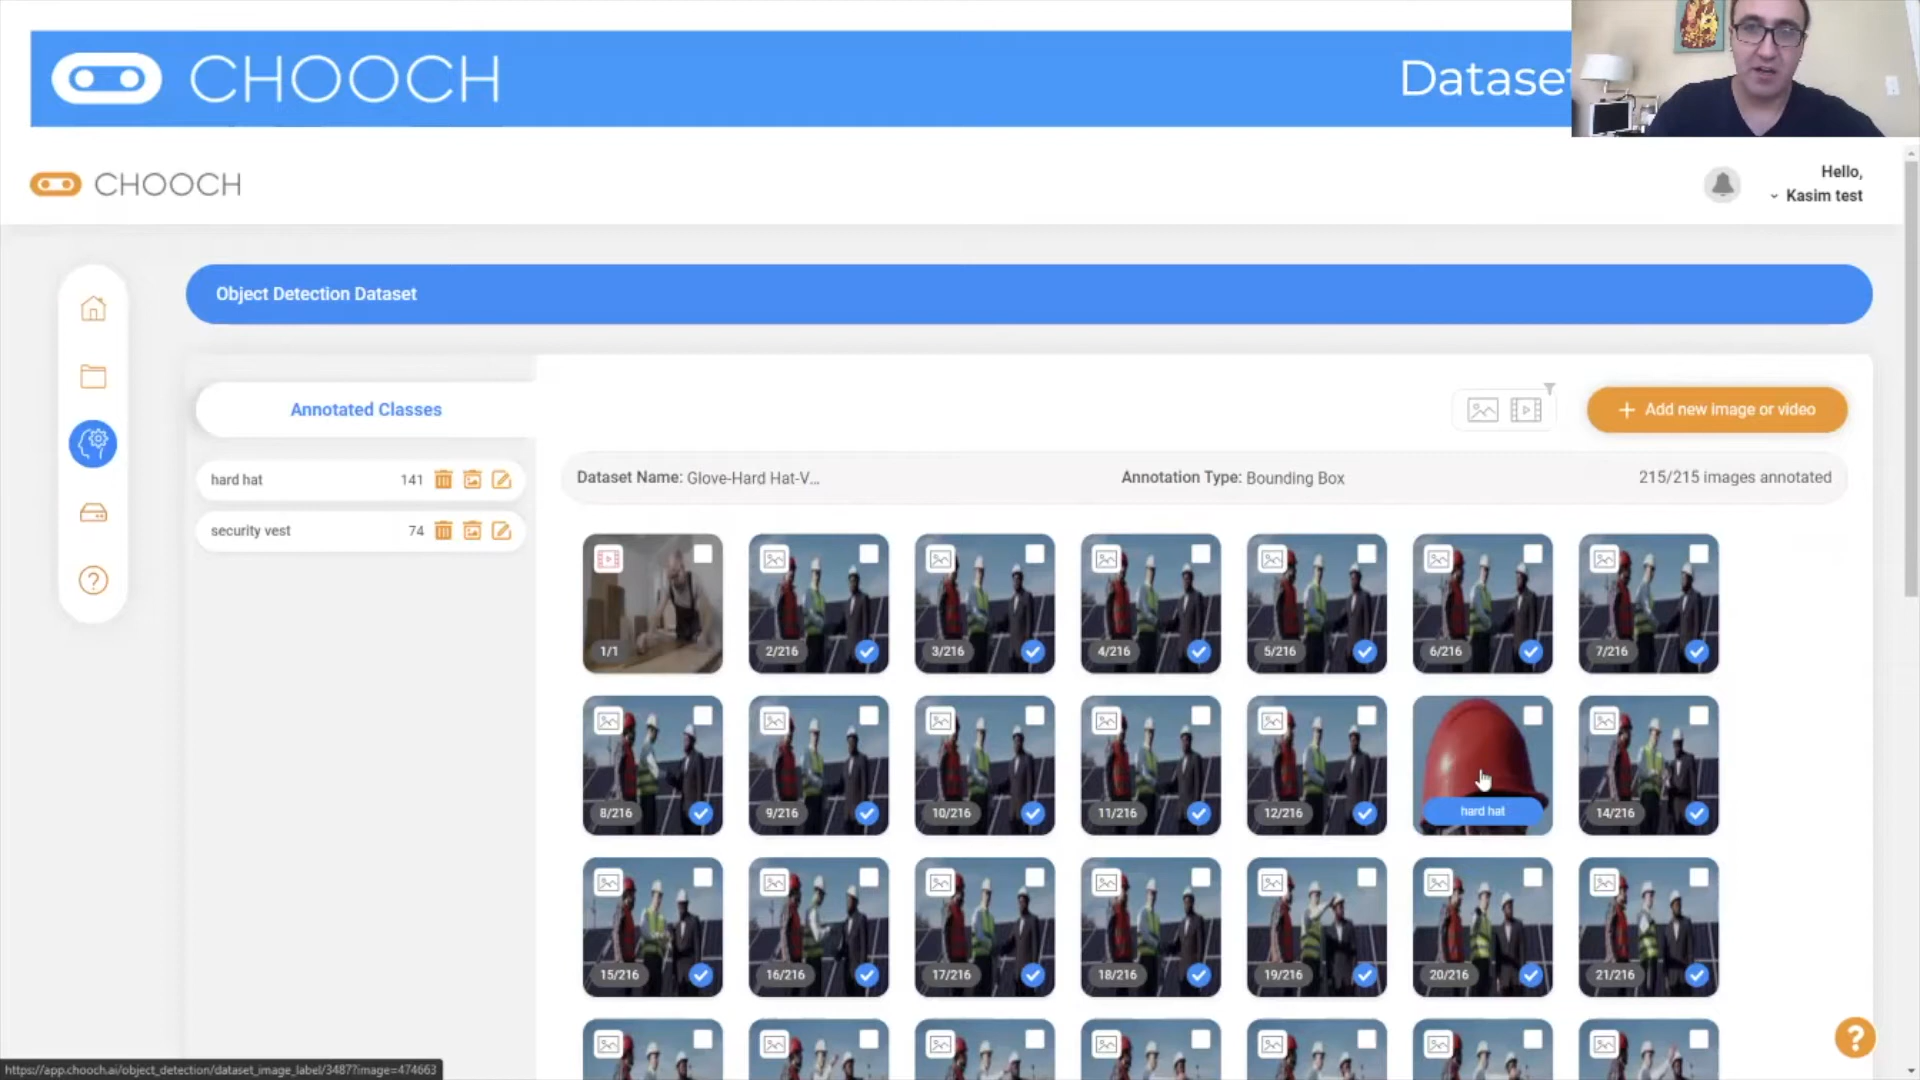 CHOOCH
Datase
CHOOCH
Hello,
Kasim test
Object Detection Dataset
Annotated Classes
+ Add new image or video
hard hat 141
security vest 74
Dataset Name: Glove-Hard Hat-V...
Annotation Type: Bounding Box
215/215 images annotated
1/1
2/216
3/216
4/216
5/216
6/216
7/216
8/216
9/216
10/216
11/216
12/216
hard hat
14/216
15/216
16/216
17/216
18/216
19/216
20/216
21/216
?
https://app.chooch.ai/object_detection/dataset_image_label/3487?image=474663